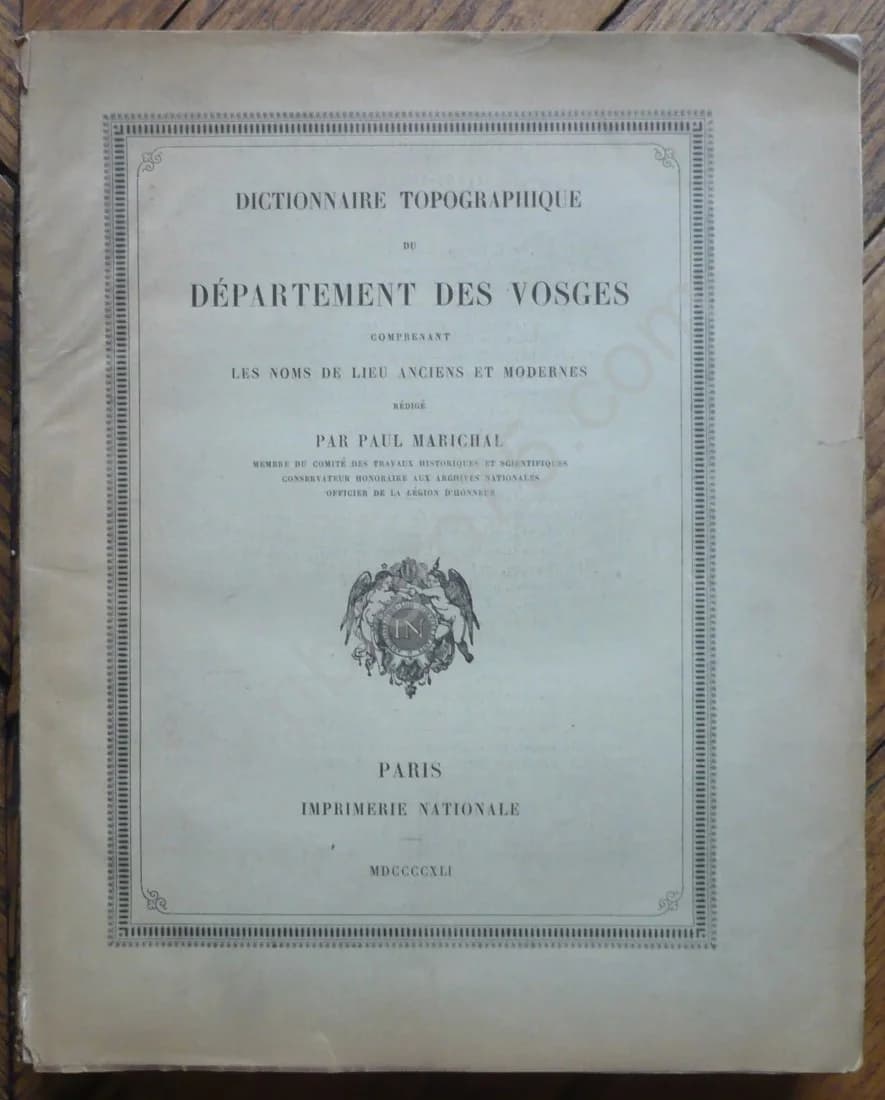 DICTIONNAIRE TOPOGRAPHIQUE
DU
DÉPARTEMENT DES VOSGES
COMPRENANT
LES NOMS DE LIEU ANCIENS ET MODERNES
RÉDIGÉ
PAR PAUL MARICHAL
MEMBRE DU COMITÉ DES TRAVAUX HISTORIQUES ET SCIENTIFIQUES
CONSERVATEUR HONORAIRE AUX ARCHIVES NATIONALES
OFFICIER DE LA LÉGION D'HONNEUR
IN
PARIS
IMPRIMERIE NATIONALE
MDCCCCXLI